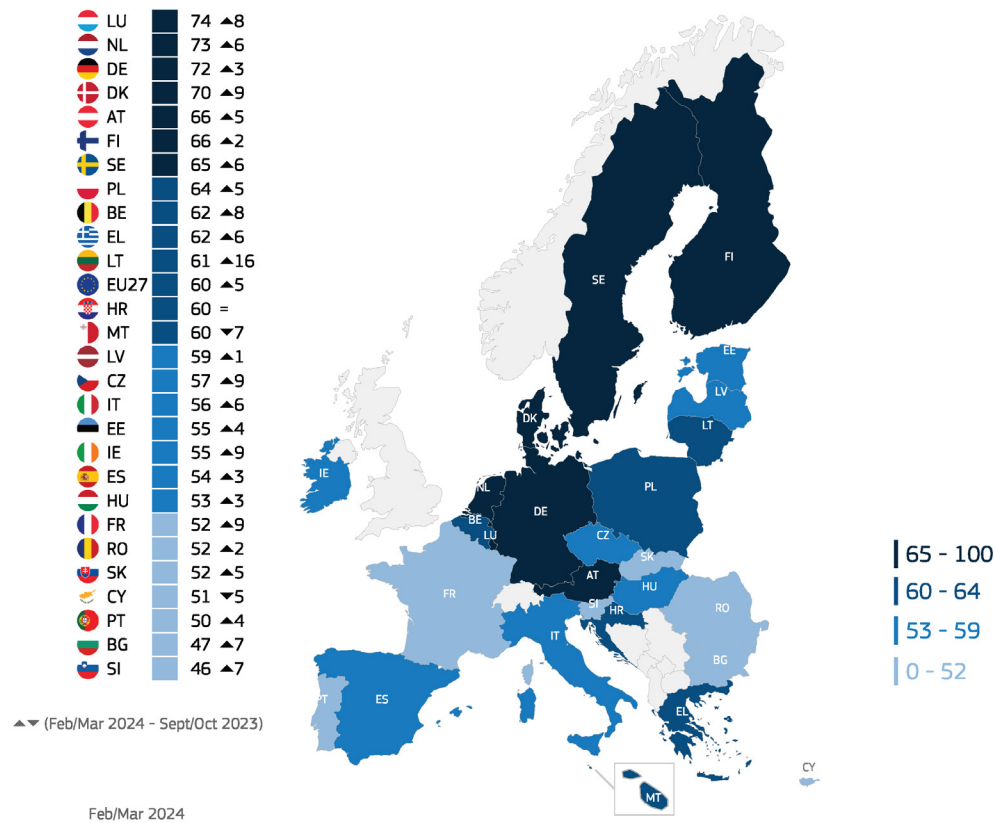 LU 74 ▲8
NL 73 ▲6
DE 72 ▲3
DK 70 ▲9
AT 66 ▲5
FI 66 ▲2
SE 65 ▲6
PL 64 ▲5
BE 62 ▲8
EL 62 ▲6
LT 61 ▲16
EU27 60 ▲5
HR 60 =
MT 60 ▼7
LV 59 ▲1
CZ 57 ▲9
IT 56 ▲6
EE 55 ▲4
IE 55 ▲9
ES 54 ▲3
HU 53 ▲3
FR 52 ▲9
RO 52 ▲2
SK 52 ▲5
CY 51 ▼5
PT 50 ▲4
BG 47 ▲7
SI 46 ▲7
▲▼ (Feb/Mar 2024 - Sept/Oct 2023)
Feb/Mar 2024
FI
SE
EE
LV
DK
LT
IE
NL
PL
DE
BE
LU
CZ
SK
AT
HU
FR
SI
HR
RO
IT
BG
PT
ES
EL
CY
MT
65 - 100
60 - 64
53 - 59
0 - 52